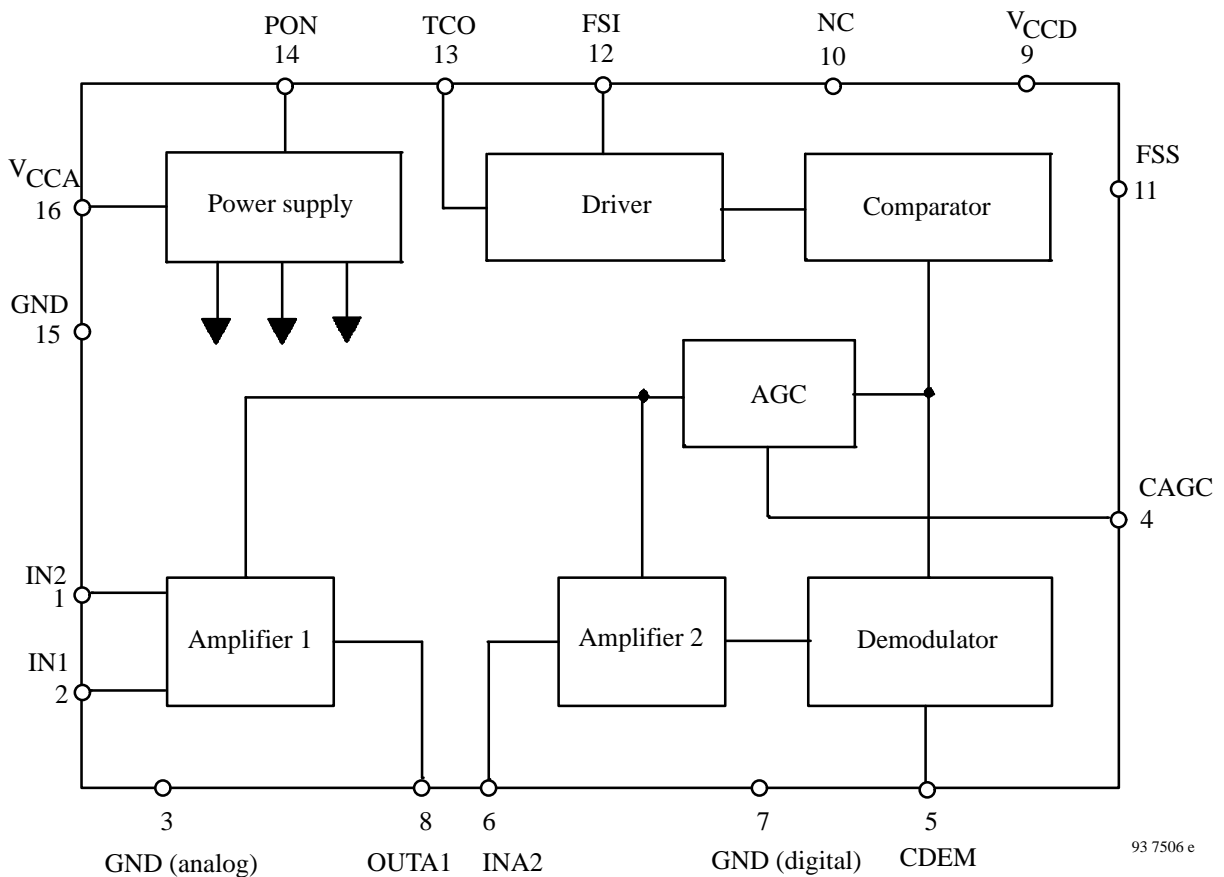 PON
14
TCO
13
FSI
12
NC
10
VCCD
9
VCCA
16
Power supply
Driver
Comparator
FSS
11
GND
15
AGC
CAGC
4
IN2
1
Amplifier 1
Amplifier 2
Demodulator
IN1
2
3
GND (analog)
8
OUTA1
6
INA2
7
GND (digital)
5
CDEM
93 7506 e